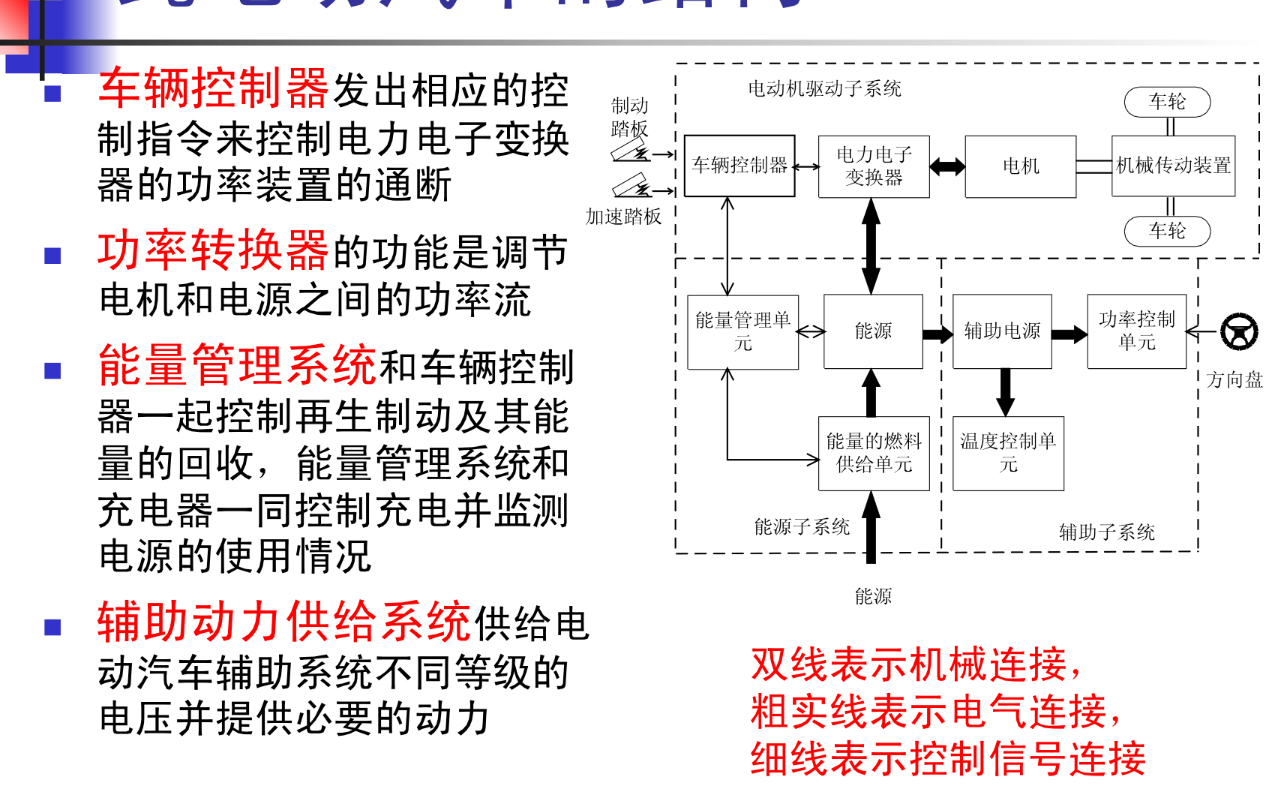 车辆控制器发出相应的控
制指令来控制电力电子变换
器的功率装置的通断
功率转换器的功能是调节
电机和电源之间的功率流
能量管理系统和车辆控制
器一起控制再生制动及其能
量的回收，能量管理系统和
充电器一同控制充电并监测
电源的使用情况
辅助动力供给系统供给电
动汽车辅助系统不同等级的
电压并提供必要的动力
电动机驱动子系统
制动
踏板
加速踏板
车辆控制器
电力电子
变换器
电机
车轮
机械传动装置
车轮
能量管理单
元
能源
辅助电源
功率控制
单元
方向盘
能量的燃料
供给单元
温度控制单
元
能源子系统
辅助子系统
能源
双线表示机械连接，
粗实线表示电气连接，
细线表示控制信号连接